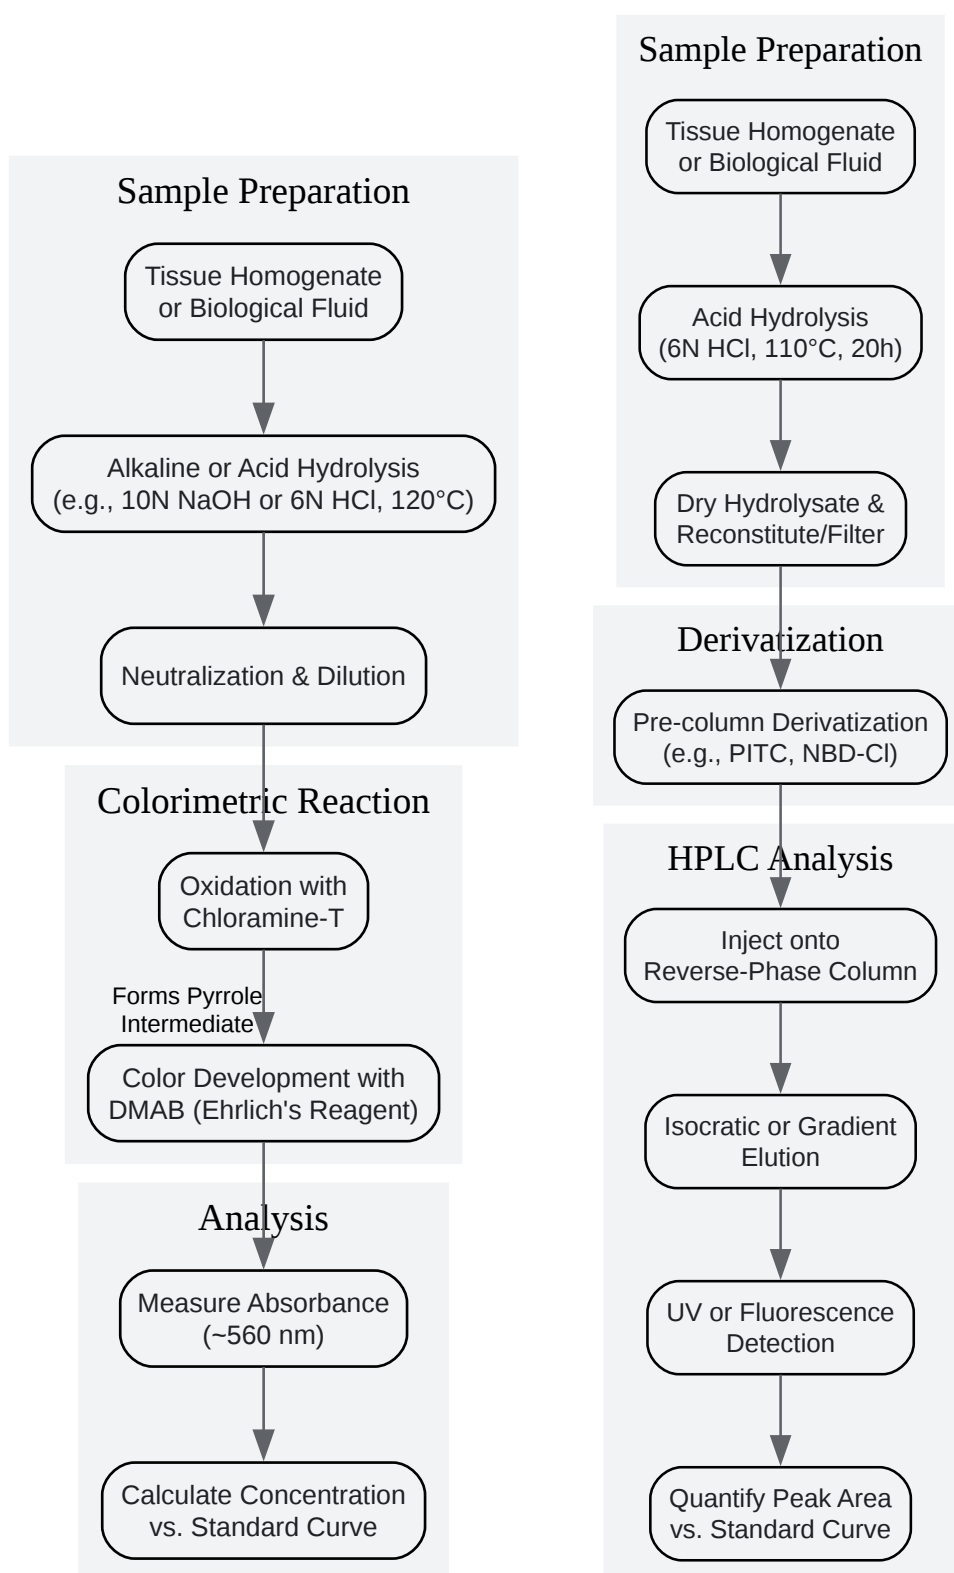 Sample Preparation
Tissue Homogenate
or Biological Fluid
Alkaline or Acid Hydrolysis
(e.g., 10N NaOH or 6N HCl, 120°C)
Neutralization & Dilution
Colorimetric Reaction
Oxidation with
Chloramine-T
Forms Pyrrole
Intermediate
Color Development with
DMAB (Ehrlich's Reagent)
Analysis
Measure Absorbance
(~560 nm)
Calculate Concentration
vs. Standard Curve
Sample Preparation
Tissue Homogenate
or Biological Fluid
Acid Hydrolysis
(6N HCl, 110°C, 20h)
Dry Hydrolysate &
Reconstitute/Filter
Derivatization
Pre-column Derivatization
(e.g., PITC, NBD-Cl)
HPLC Analysis
Inject onto
Reverse-Phase Column
Isocratic or Gradient
Elution
UV or Fluorescence
Detection
Quantify Peak Area
vs. Standard Curve